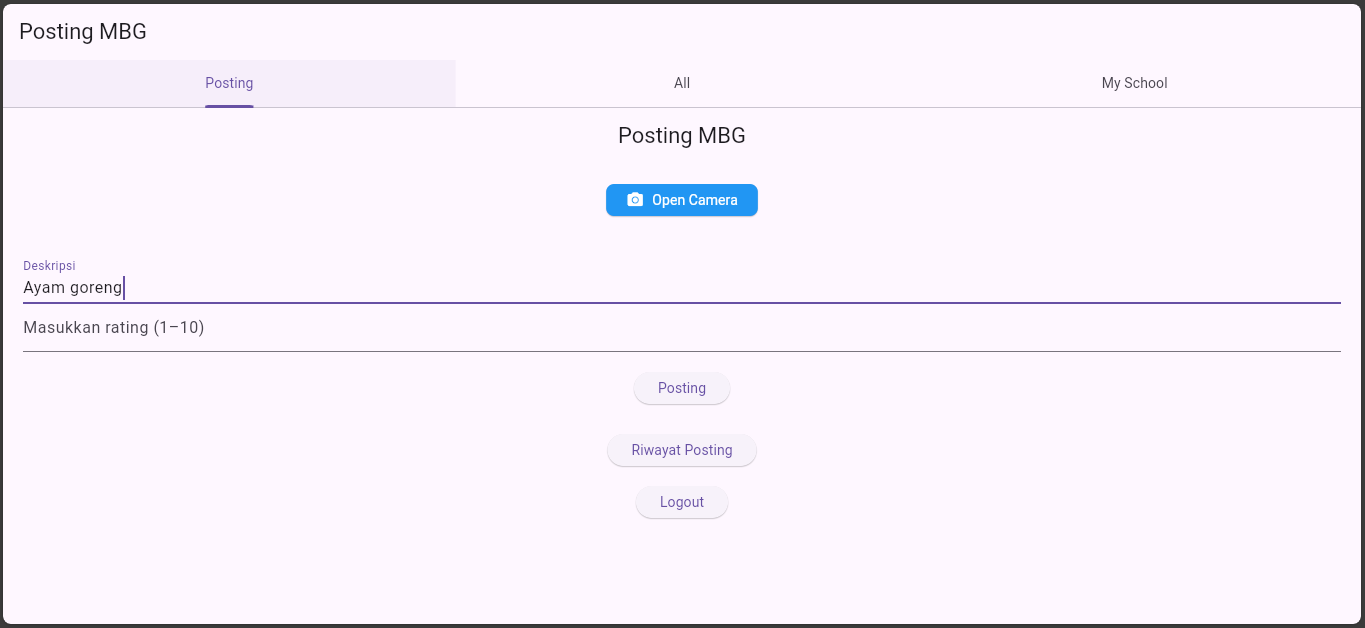 Posting MBG
Posting
All
My School
Posting MBG
Open Camera
Deskripsi
Ayam goreng
Masukkan rating (1–10)
Posting
Riwayat Posting
Logout